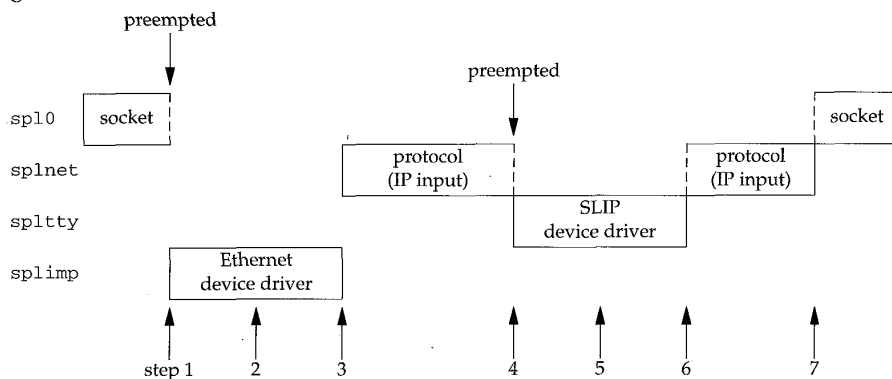 preempted
preempted
spl0
socket
socket
splnet
protocol
(IP input)
protocol
(IP input)
spltty
SLIP
device driver
splimp
Ethernet
device driver
step 1
2
3
4
5
6
7